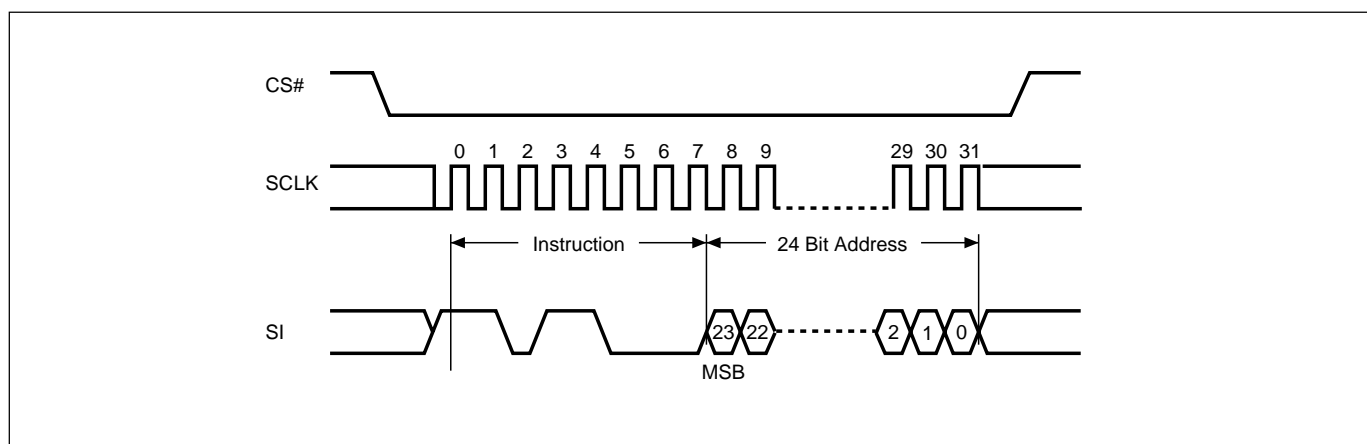 CS#
0 1 2 3 4 5 6 7 8 9 29 30 31
SCLK
Instruction 24 Bit Address
SI 23 22 2 1 0
MSB